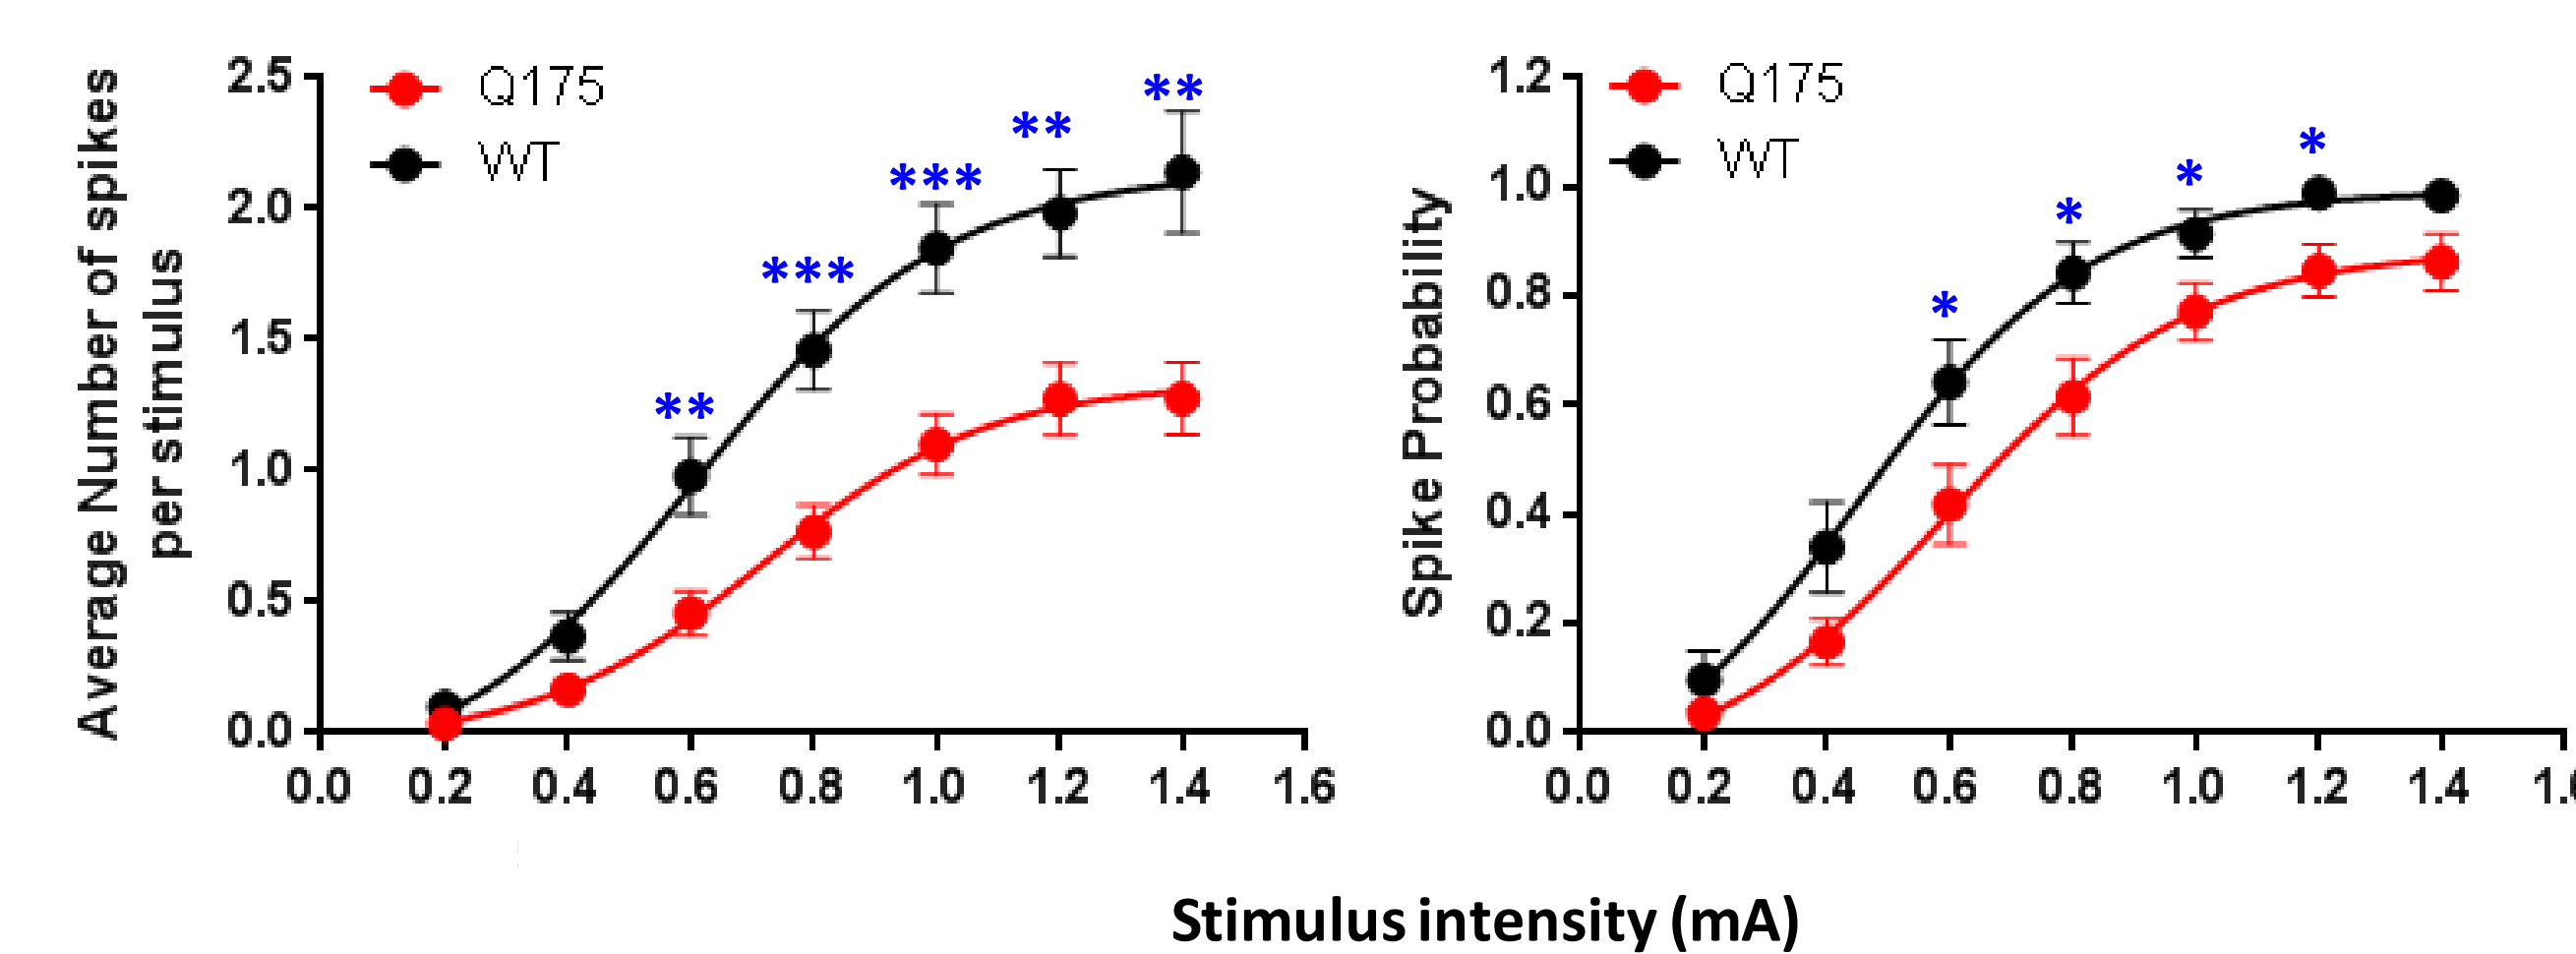 Average Number of spikes
per stimulus
2.5
2.0
1.5
1.0
0.5
0.0
Q175
WT
**
***
***
**
**
0.0 0.2 0.4 0.6 0.8 1.0 1.2 1.4 1.6
Spike Probability
1.2
1.0
0.8
0.6
0.4
0.2
0.0
Q175
WT
*
*
*
*
0.0 0.2 0.4 0.6 0.8 1.0 1.2 1.4 1.6
Stimulus intensity (mA)